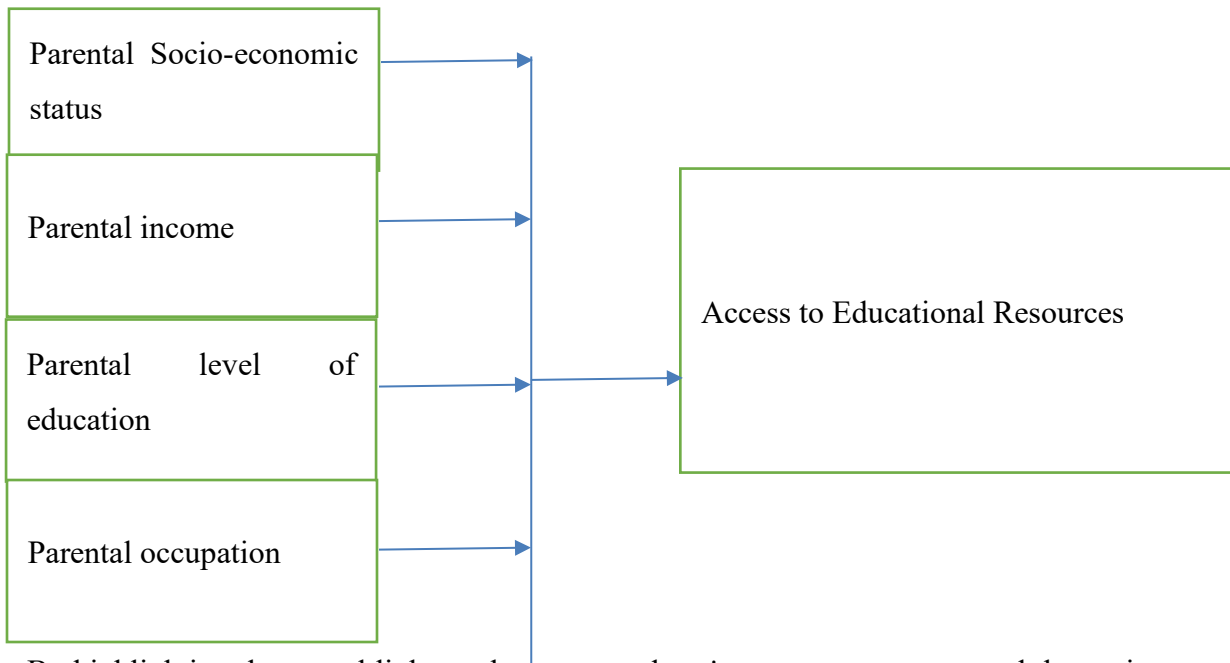 Parental Socio-economic
status
Parental income
Parental level of
education
Parental occupation
Access to Educational Resources